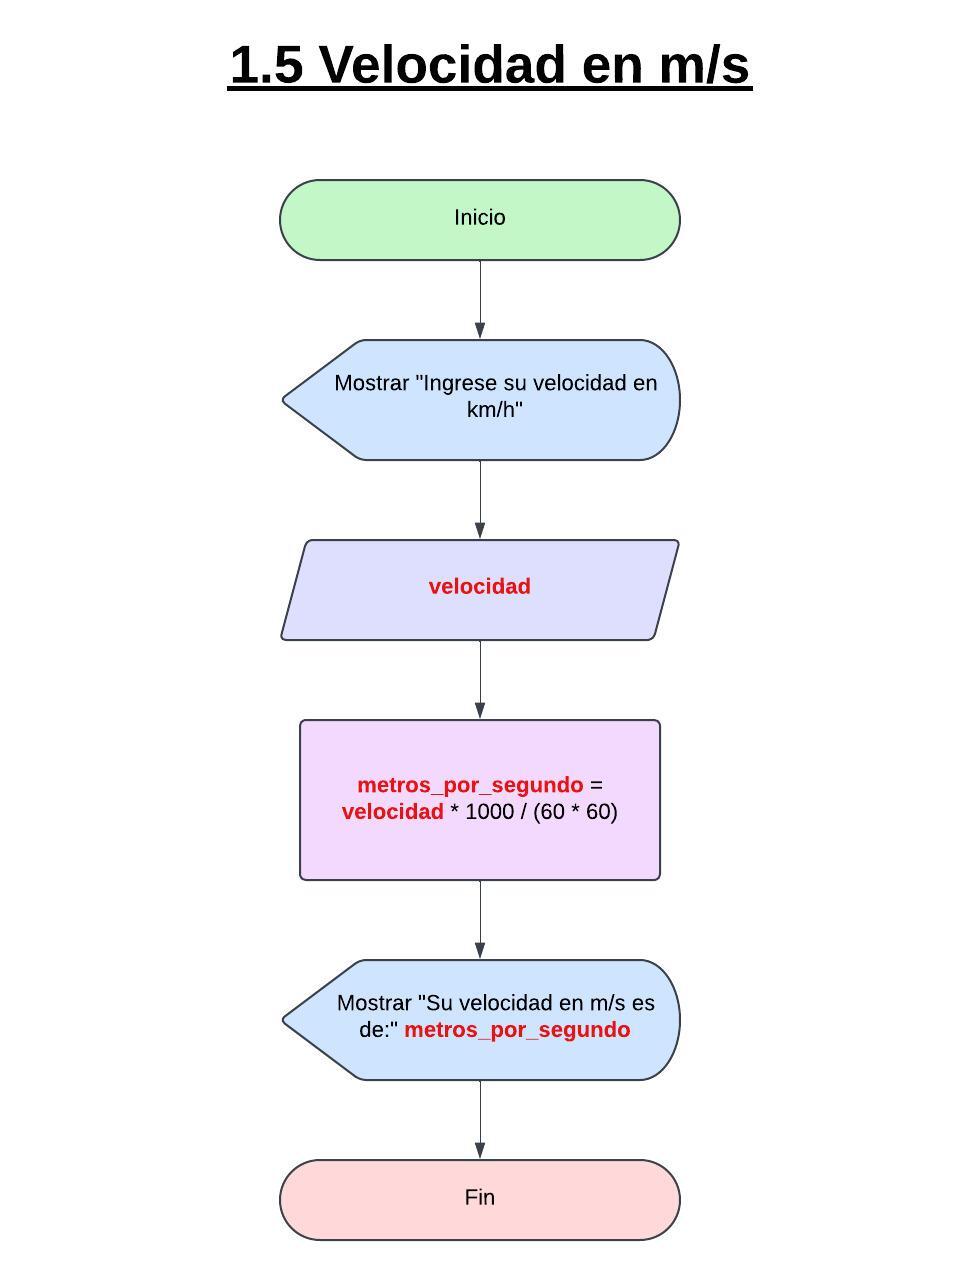 1.5 Velocidad en m/s
Inicio
Mostrar "Ingrese su velocidad en
km/h"
velocidad
metros_por_segundo =
velocidad * 1000 / (60 * 60)
Mostrar "Su velocidad en m/s es
de:" metros_por_segundo
Fin